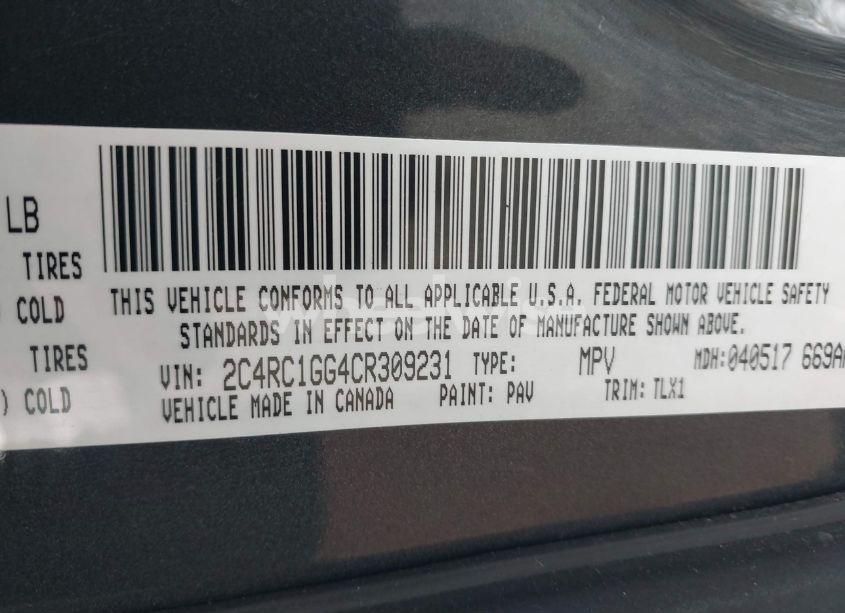 LB
TIRES
COLD
TIRES
) COLD
THIS VEHICLE CONFORMS TO ALL APPLICABLE U.S.A. FEDERAL MOTOR VEHICLE SAFETY
STANDARDS IN EFFECT ON THE DATE OF MANUFACTURE SHOWN ABOVE.
VIN: 2C4RC1GG4CR309231 TYPE: MPV MDH:040517 669A
VEHICLE MADE IN CANADA PAINT: PAV TRIM: TLX1